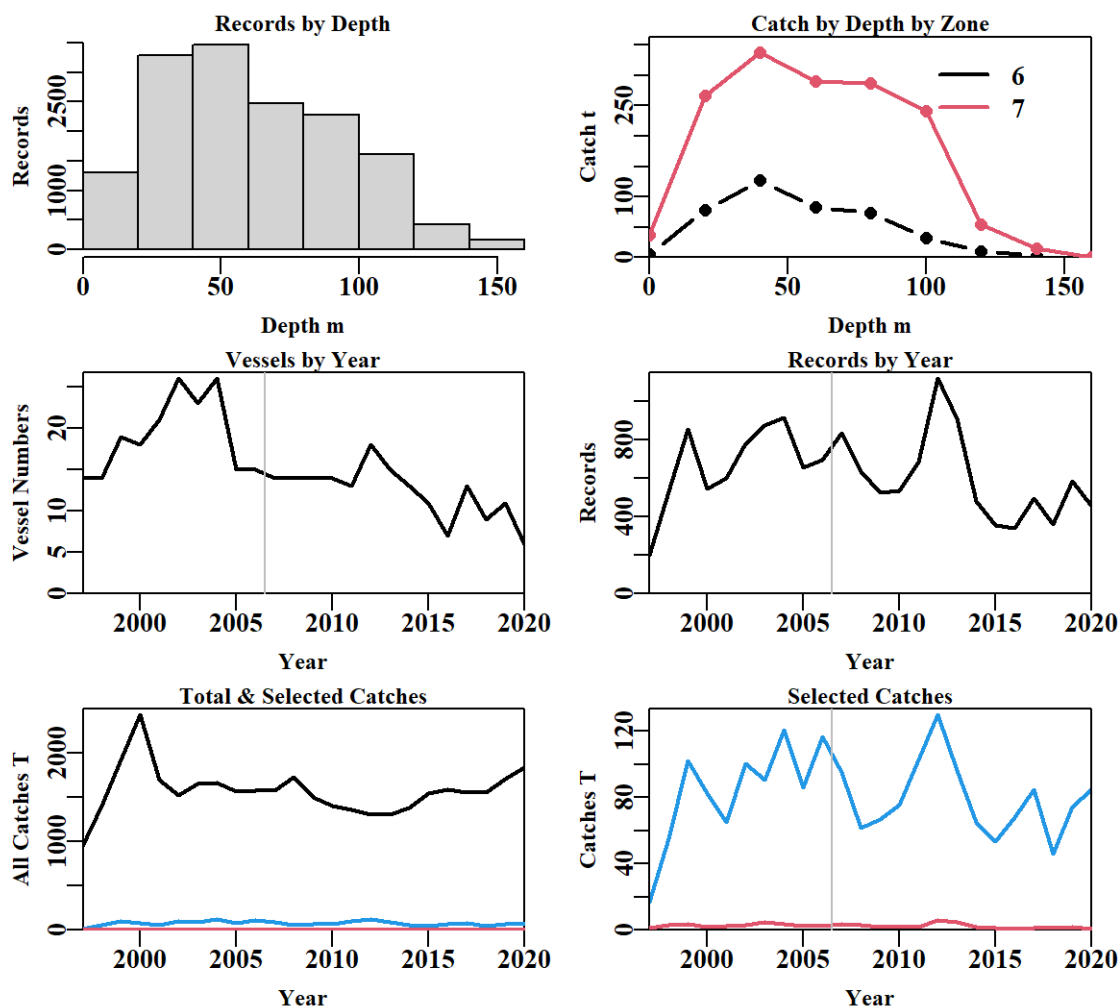 Records by Depth
Records
0
1000
2500
0
50
100
150
Depth m
Catch by Depth by Zone
Catch t
0
100
250
6
7
0
50
100
150
Depth m
Vessels by Year
Vessel Numbers
0
5
10
20
2000
2005
2010
2015
2020
Year
Records by Year
Records
0
400
800
2000
2005
2010
2015
2020
Year
Total & Selected Catches
All Catches T
0
1000
2000
2000
2005
2010
2015
2020
Year
Selected Catches
Catches T
0
40
80
120
2000
2005
2010
2015
2020
Year